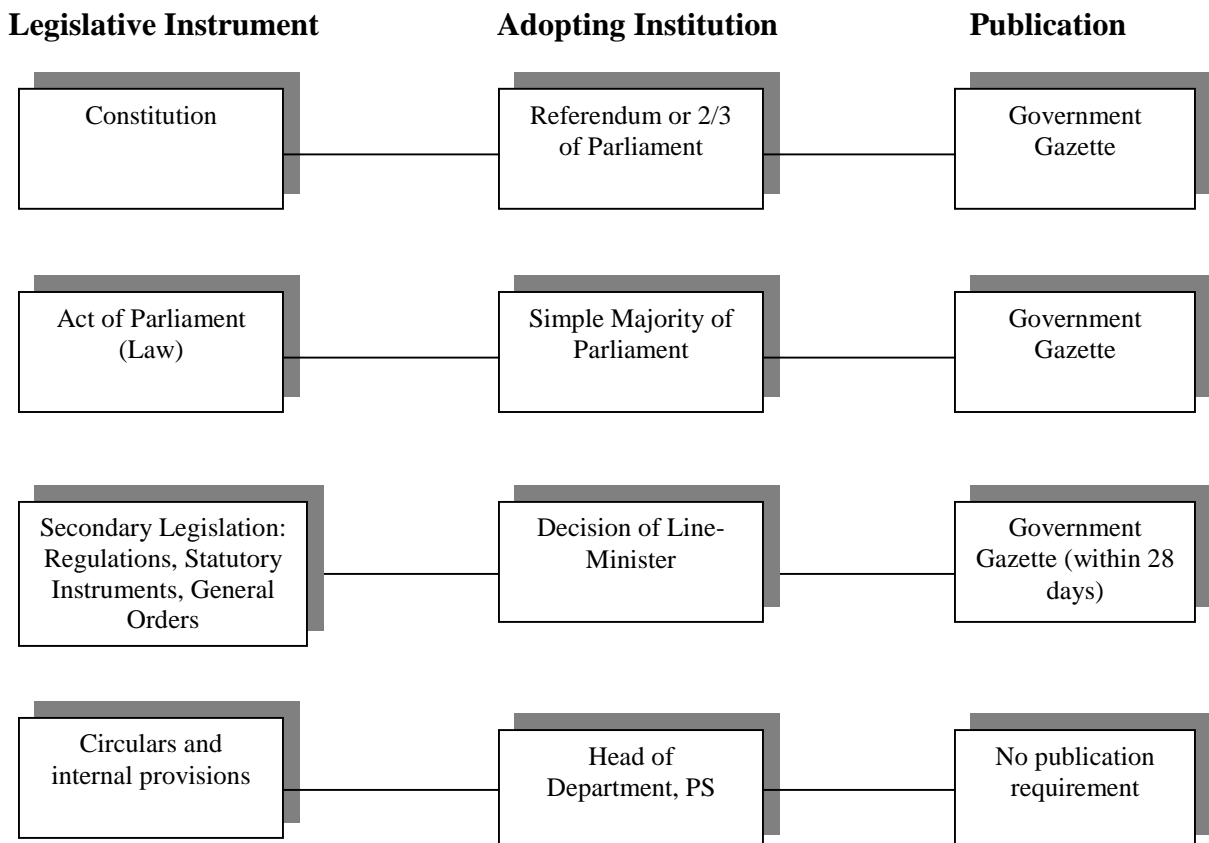 Legislative Instrument Adopting Institution Publication
Constitution
Referendum or 2/3
of Parliament
Government
Gazette
Act of Parliament
(Law)
Simple Majority of
Parliament
Government
Gazette
Secondary Legislation:
Regulations, Statutory
Instruments, General
Orders
Decision of Line-
Minister
Government
Gazette (within 28
days)
Circulars and
internal provisions
Head of
Department, PS
No publication
requirement